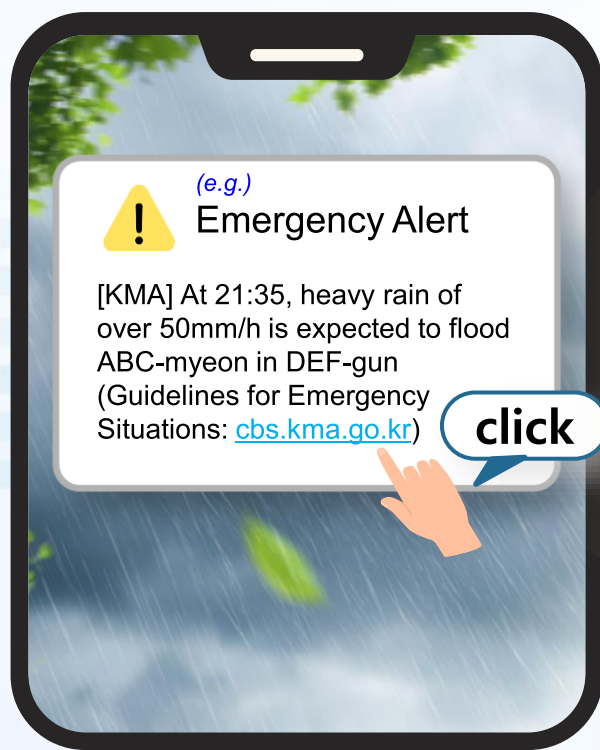 (e.g.)
Emergency Alert
[KMA] At 21:35, heavy rain of
over 50mm/h is expected to flood
ABC-myeon in DEF-gun
(Guidelines for Emergency
Situations: cbs.kma.go.kr)
click